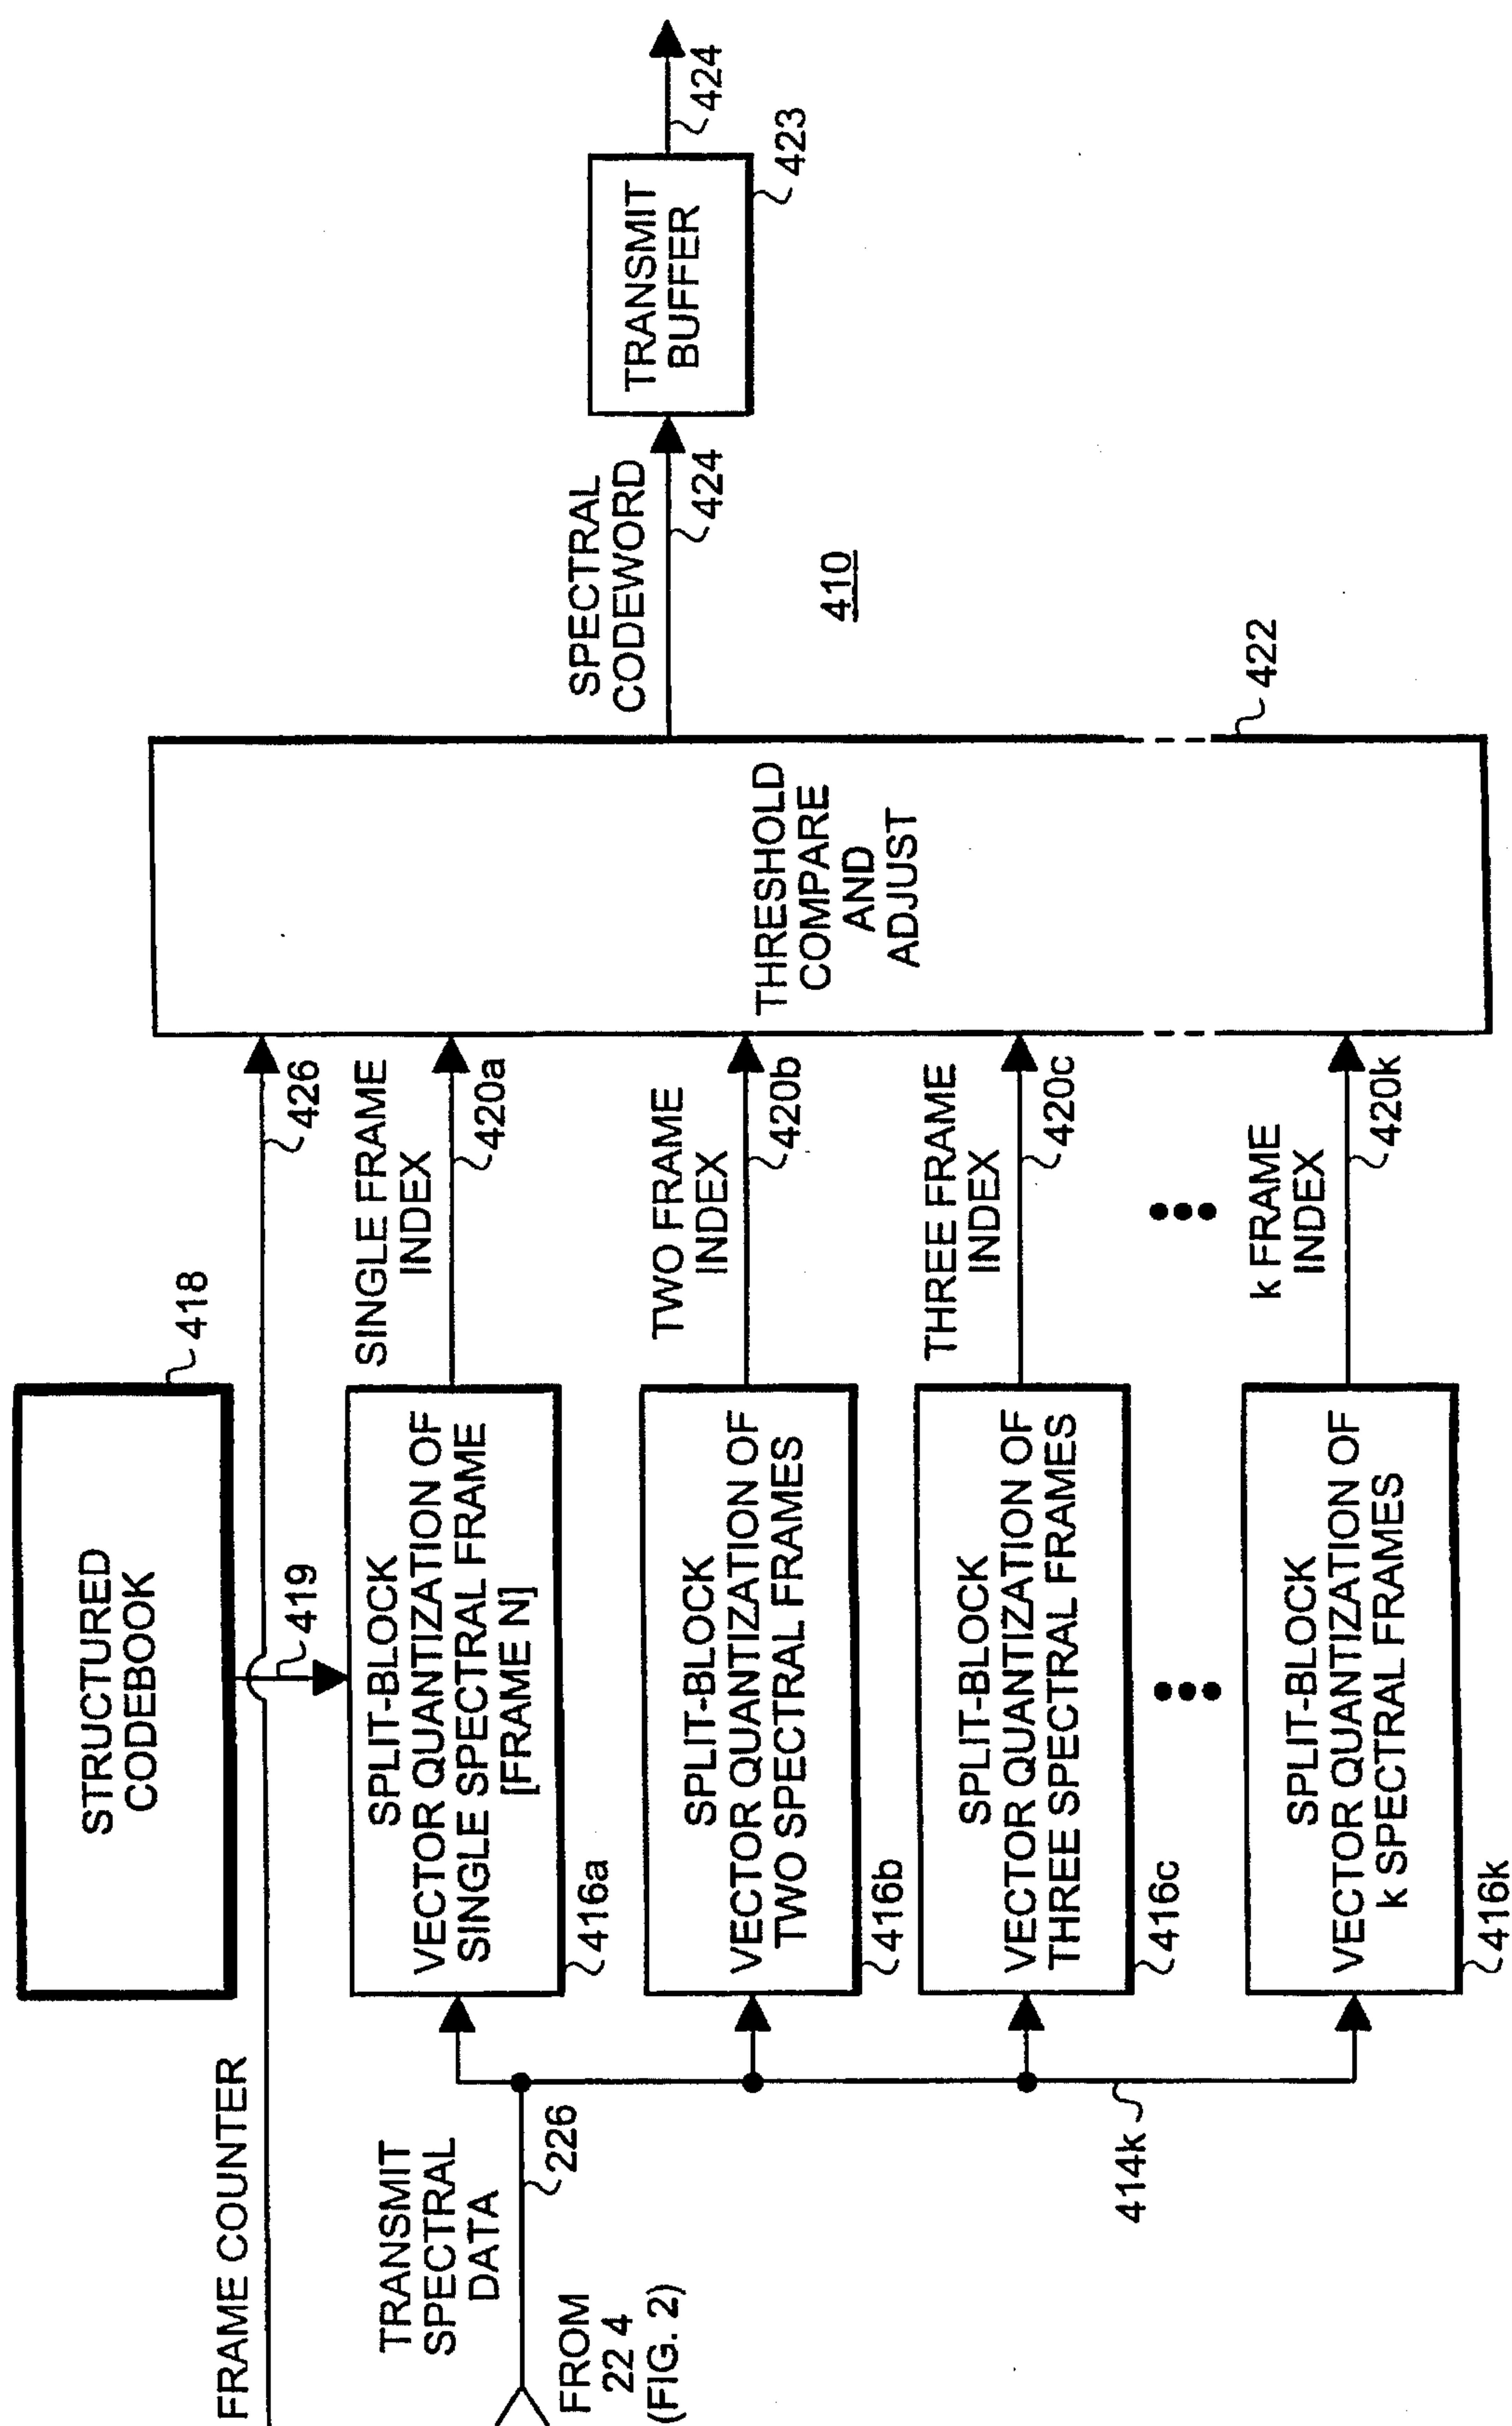 FRAME COUNTER
STRUCTURED
CODEBOOK
418
419
426
TRANSMIT
SPECTRAL
DATA
226
FROM
22 4
(FIG. 2)
414k
SPLIT-BLOCK
VECTOR QUANTIZATION OF
SINGLE SPECTRAL FRAME
[FRAME N]
416a
SINGLE FRAME
INDEX
420a
SPLIT-BLOCK
VECTOR QUANTIZATION OF
TWO SPECTRAL FRAMES
416b
TWO FRAME
INDEX
420b
SPLIT-BLOCK
VECTOR QUANTIZATION OF
THREE SPECTRAL FRAMES
416c
THREE FRAME
INDEX
420c
SPLIT-BLOCK
VECTOR QUANTIZATION OF
k SPECTRAL FRAMES
416k
k FRAME
INDEX
420k
THRESHOLD
COMPARE
AND
ADJUST
422
SPECTRAL
CODEWORD
424
410
TRANSMIT
BUFFER
423
424